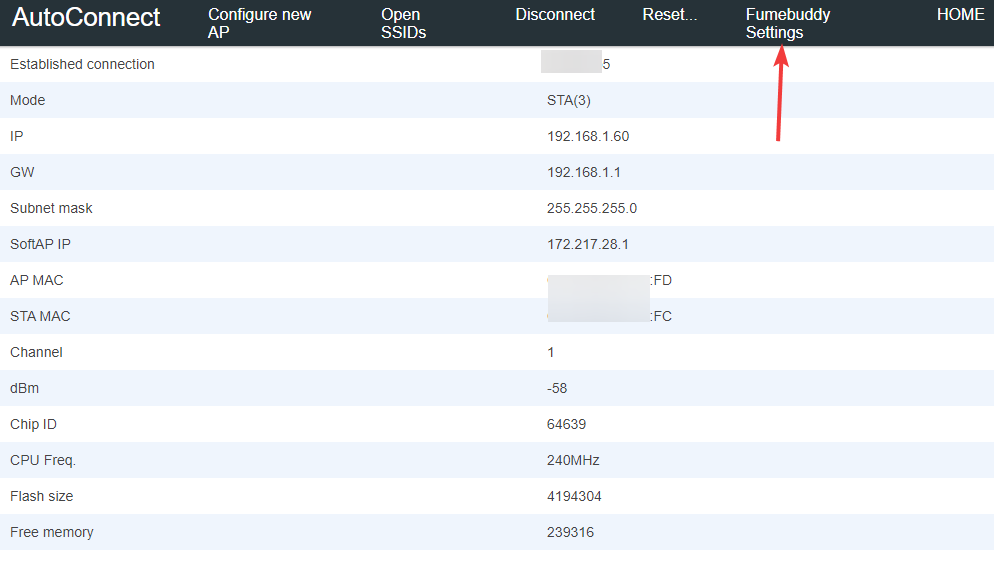 AutoConnect
Configure new AP
Open SSIDs
Disconnect
Reset...
Fumebuddy Settings
HOME
Established connection 5
Mode STA(3)
IP 192.168.1.60
GW 192.168.1.1
Subnet mask 255.255.255.0
SoftAP IP 172.217.28.1
AP MAC :FD
STA MAC :FC
Channel 1
dBm -58
Chip ID 64639
CPU Freq. 240MHz
Flash size 4194304
Free memory 239316